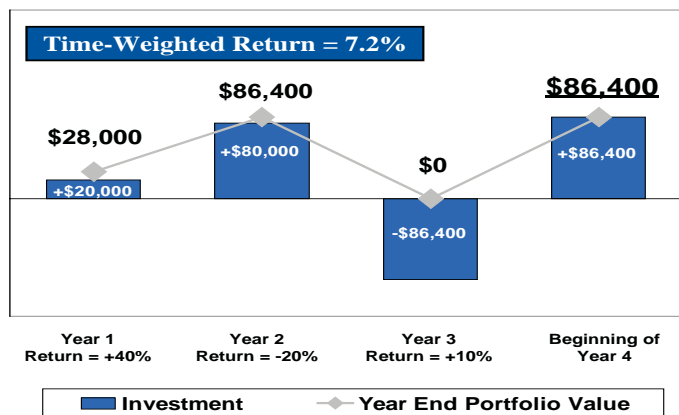 Time-Weighted Return = 7.2%
$86,400
$86,400
$28,000
$0
+$80,000
+$86,400
+$20,000
-$86,400
Year 1
Return = +40%
Year 2
Return = -20%
Year 3
Return = +10%
Beginning of
Year 4
Investment
Year End Portfolio Value